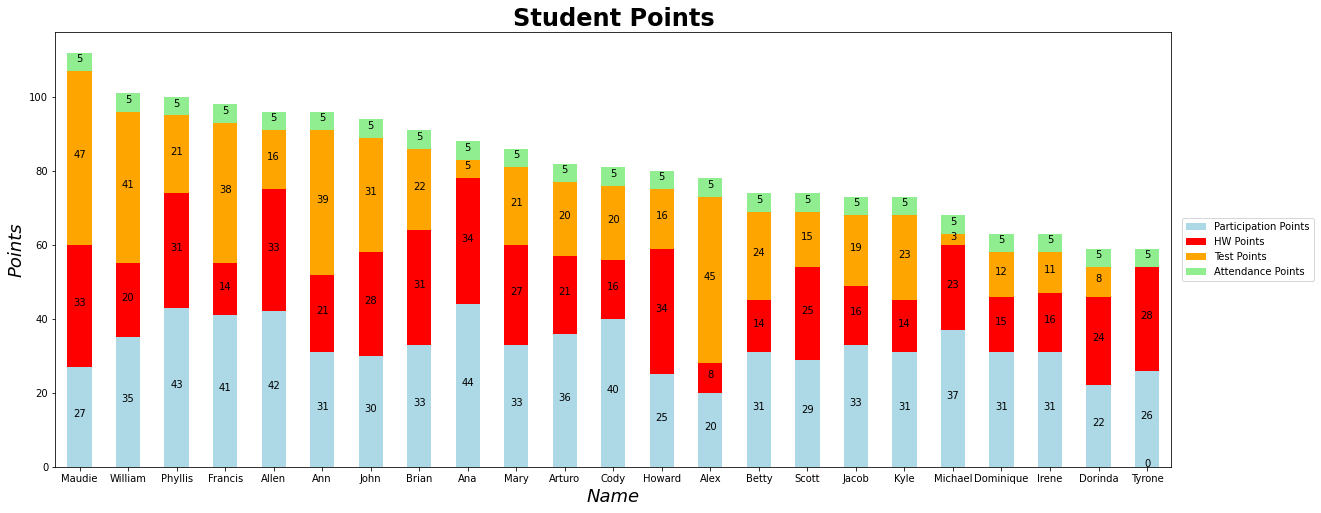 Student Points
Points
100
80
60
40
20
0
5 5 5 5 5 5 5 5 5 5 5 5 5 5 5 5 5 5 5 5 5 5 5
47 41 21 38 16 39 31 22 5 21 20 20 16 45 24 15 19 23 3 12 11 8 0
33 20 31 14 33 21 28 31 34 27 21 16 34 8 14 25 16 14 23 15 16 24 28
27 35 43 41 42 31 30 33 44 33 36 40 25 20 31 29 33 31 37 31 31 22 26
Maudie William Phyllis Francis Allen Ann John Brian Ana Mary Arturo Cody Howard Alex Betty Scott Jacob Kyle Michael Dominique Irene Dorinda Tyrone
Name
Participation Points
HW Points
Test Points
Attendance Points